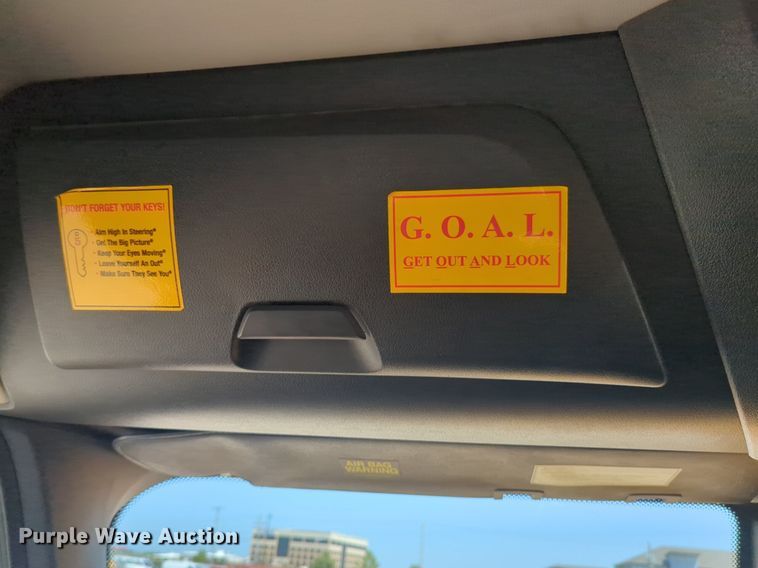 DON'T FORGET YOUR KEYS!
• Aim High In Steering®
• Get The Big Picture®
• Keep Your Eyes Moving®
• Leave Yourself An Out®
• Make Sure They See You®
G. O. A. L.
GET OUT AND LOOK
AIR BAG
WARNING
Purple Wave Auction